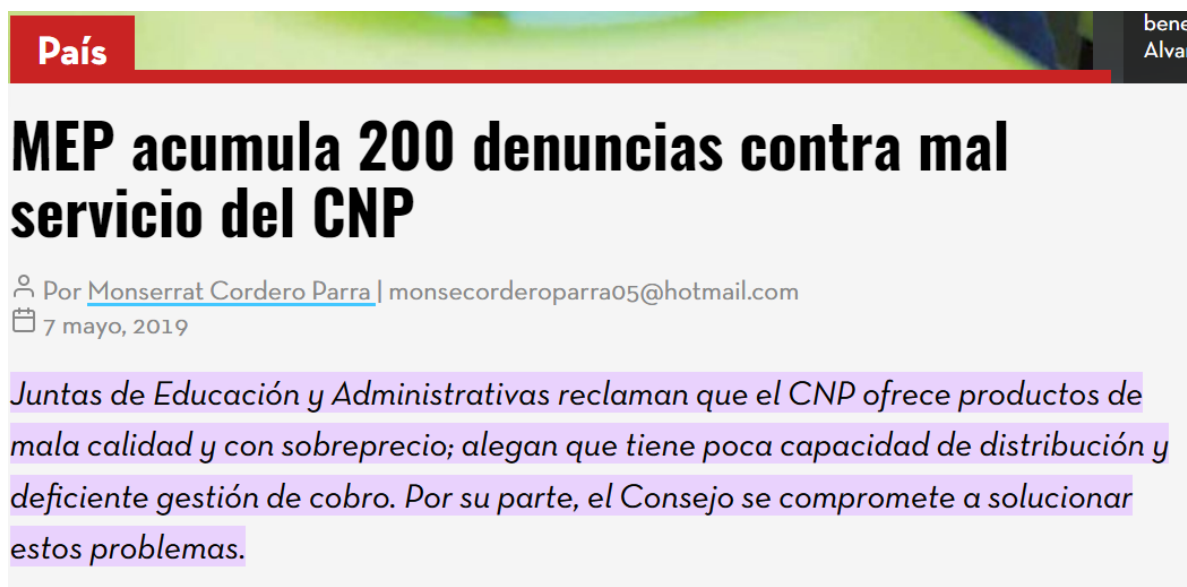 País
MEP acumula 200 denuncias contra mal
servicio del CNP
Por Monserrat Cordero Parra | monsecorderoparra05@hotmail.com
7 mayo, 2019
Juntas de Educación y Administrativas reclaman que el CNP ofrece productos de
mala calidad y con sobreprecio; alegan que tiene poca capacidad de distribución y
deficiente gestión de cobro. Por su parte, el Consejo se compromete a solucionar
estos problemas.